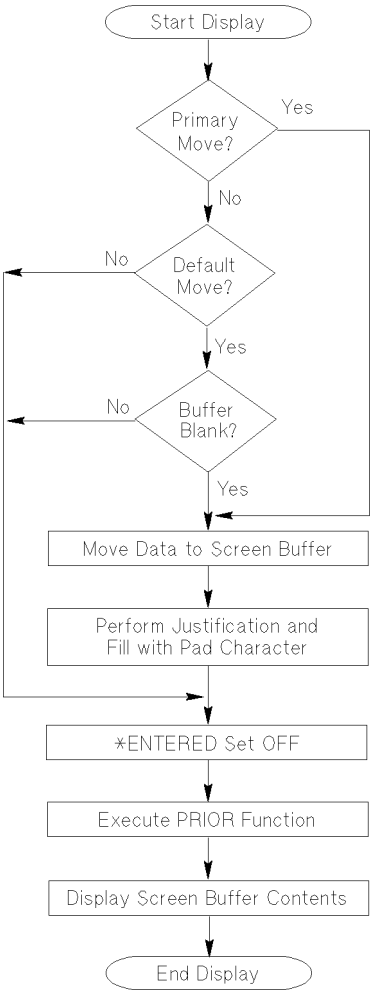 Start Display
Yes
Primary
Move?
No
No
Default
Move?
Yes
No
Buffer
Blank?
Yes
Move Data to Screen Buffer
Perform Justification and
Fill with Pad Character
*ENTERED Set OFF
Execute PRIOR Function
Display Screen Buffer Contents
End Display